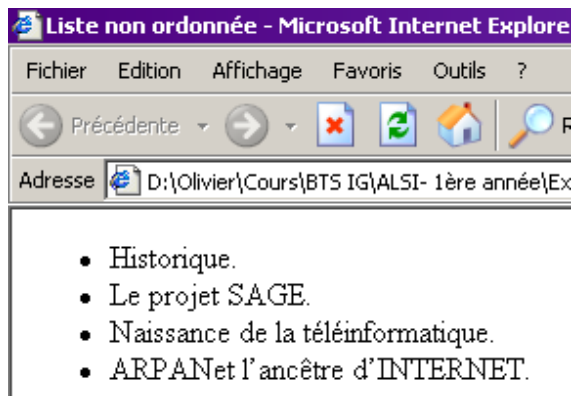 Liste non ordonnée - Microsoft Internet Explore
Fichier Edition Affichage Favoris Outils ?
Précédente R
Adresse D:\Olivier\Cours\BTS IG\ALSI- 1ère année\Ex
• Historique.
• Le projet SAGE.
• Naissance de la téléinformatique.
• ARPANet l'ancêtre d'INTERNET.